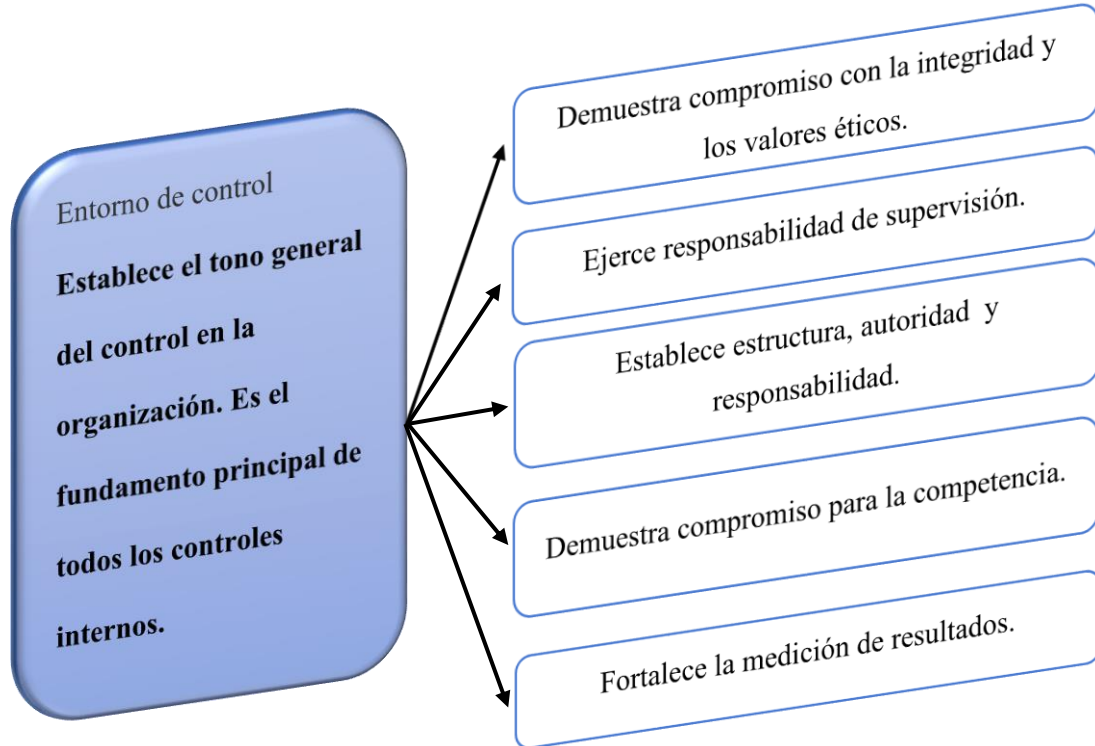 Entorno de control
Establece el tono general
del control en la
organización. Es el
fundamento principal de
todos los controles
internos.
Demuestra compromiso con la integridad y
los valores éticos.
Ejerce responsabilidad de supervisión.
Establece estructura, autoridad y
responsabilidad.
Demuestra compromiso para la competencia.
Fortalece la medición de resultados.